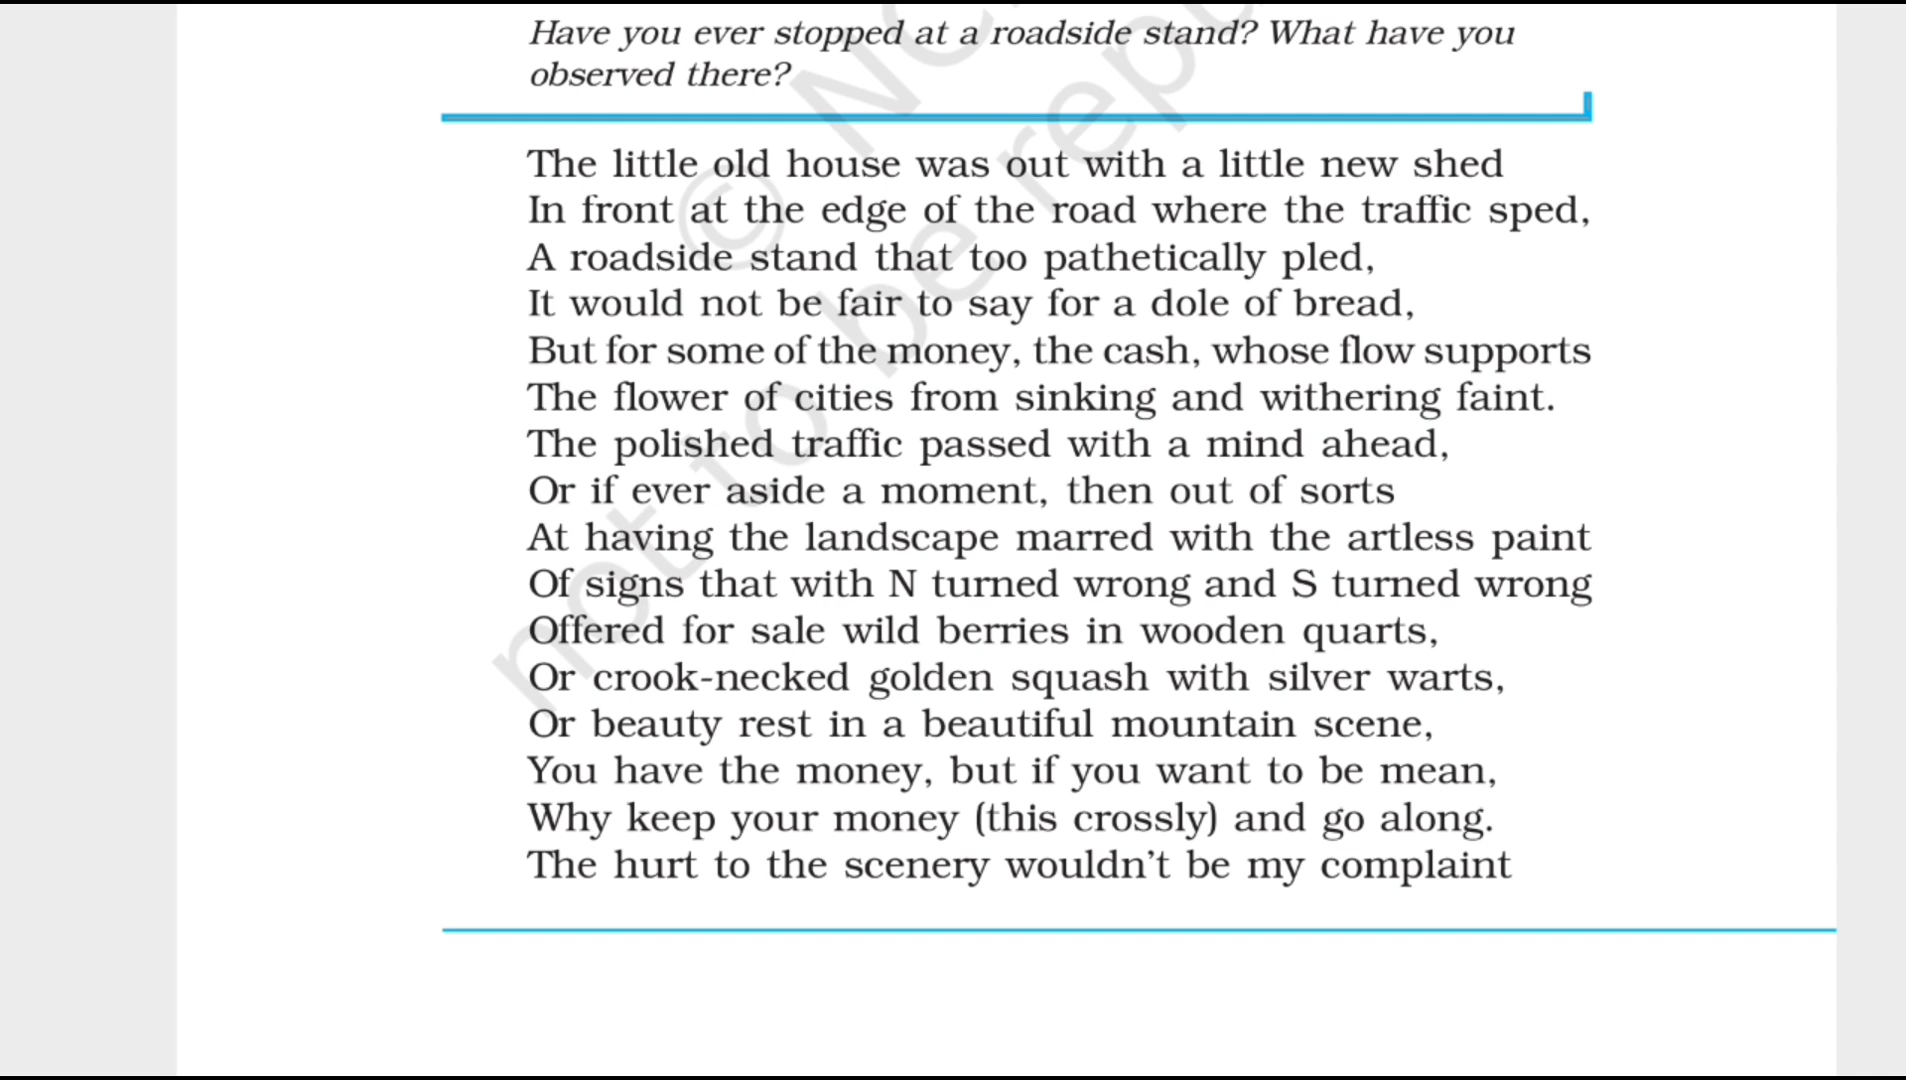 Have you ever stopped at a roadside stand? What have you
observed there?
The little old house was out with a little new shed
In front at the edge of the road where the traffic sped,
A roadside stand that too pathetically pled,
It would not be fair to say for a dole of bread,
But for some of the money, the cash, whose flow supports
The flower of cities from sinking and withering faint.
The polished traffic passed with a mind ahead,
Or if ever aside a moment, then out of sorts
At having the landscape marred with the artless paint
Of signs that with N turned wrong and S turned wrong
Offered for sale wild berries in wooden quarts,
Or crook-necked golden squash with silver warts,
Or beauty rest in a beautiful mountain scene,
You have the money, but if you want to be mean,
Why keep your money (this crossly) and go along.
The hurt to the scenery wouldn’t be my complaint
© NC
not to be repu